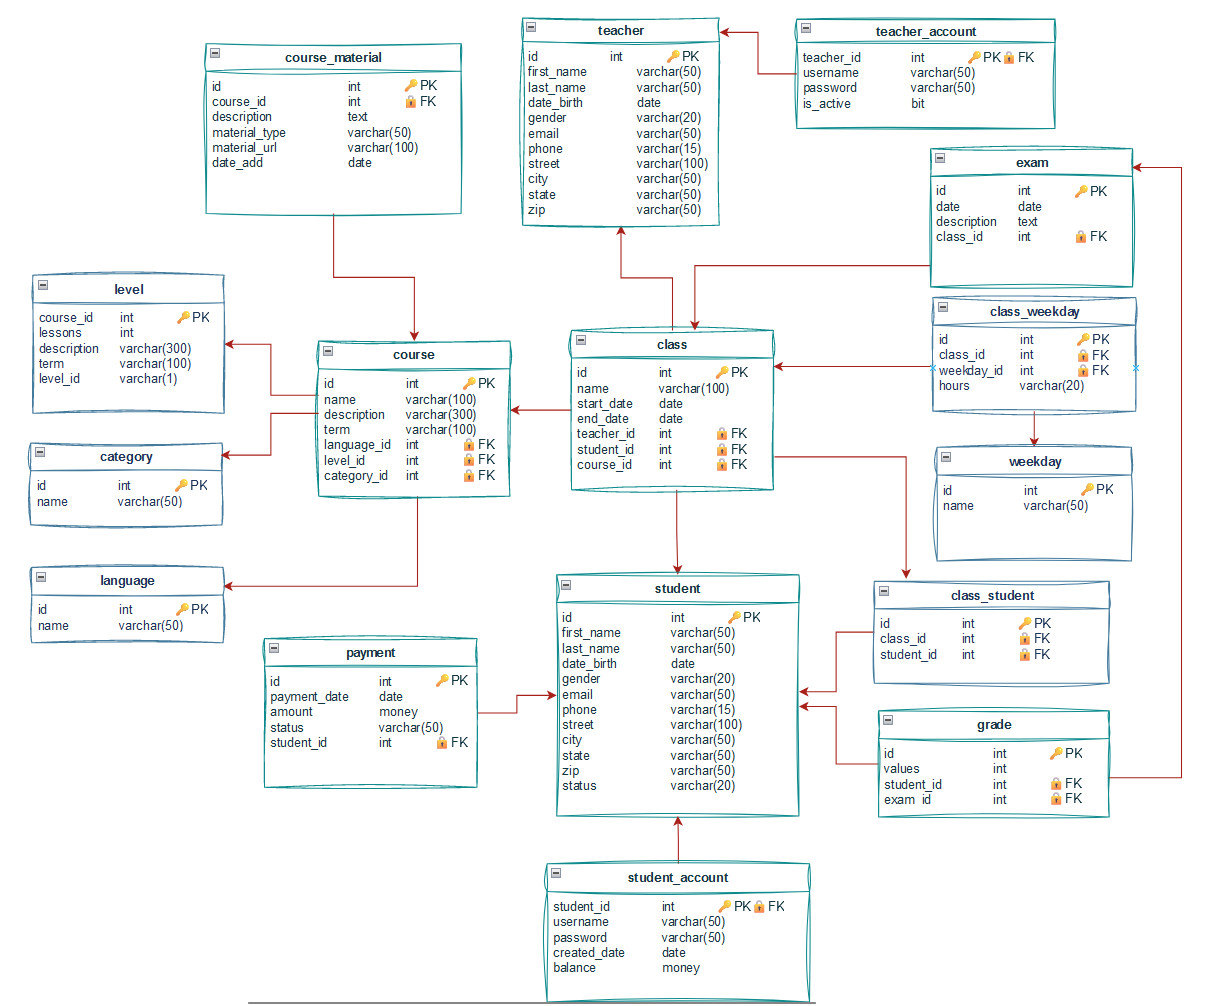 course_material
id int PK
course_id int FK
description text
material_type varchar(50)
material_url varchar(100)
date_add date
teacher
id int PK
first_name varchar(50)
last_name varchar(50)
date_birth date
gender varchar(20)
email varchar(50)
phone varchar(15)
street varchar(100)
city varchar(50)
state varchar(50)
zip varchar(50)
teacher_account
teacher_id int PK FK
username varchar(50)
password varchar(50)
is_active bit
exam
id int PK
date date
description text
class_id int FK
level
course_id int PK
lessons int
description varchar(300)
term varchar(100)
level_id varchar(1)
course
id int PK
name varchar(100)
description varchar(300)
term varchar(100)
language_id int FK
level_id int FK
category_id int FK
class
id int PK
name varchar(100)
start_date date
end_date date
teacher_id int FK
student_id int FK
course_id int FK
class_weekday
id int PK
class_id int FK
weekday_id int FK
hours varchar(20)
category
id int PK
name varchar(50)
weekday
id int PK
name varchar(50)
language
id int PK
name varchar(50)
student
id int PK
first_name varchar(50)
last_name varchar(50)
date_birth date
gender varchar(20)
email varchar(50)
phone varchar(15)
street varchar(100)
city varchar(50)
state varchar(50)
zip varchar(50)
status varchar(20)
class_student
id int PK
class_id int FK
student_id int FK
payment
id int PK
payment_date date
amount money
status varchar(50)
student_id int FK
grade
id int PK
values int
student_id int FK
exam_id int FK
student_account
student_id int PK FK
username varchar(50)
password varchar(50)
created_date date
balance money